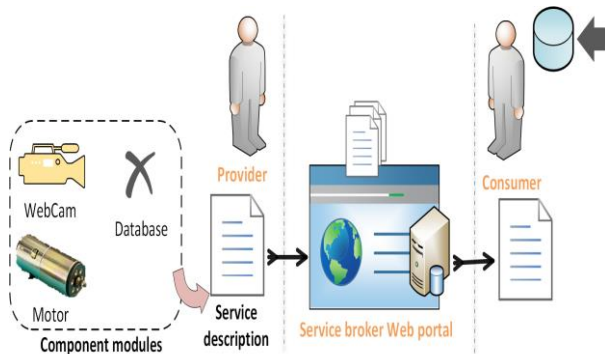 Provider
Consumer
WebCam
Database
Motor
Service
description
Service broker Web portal
Component modules